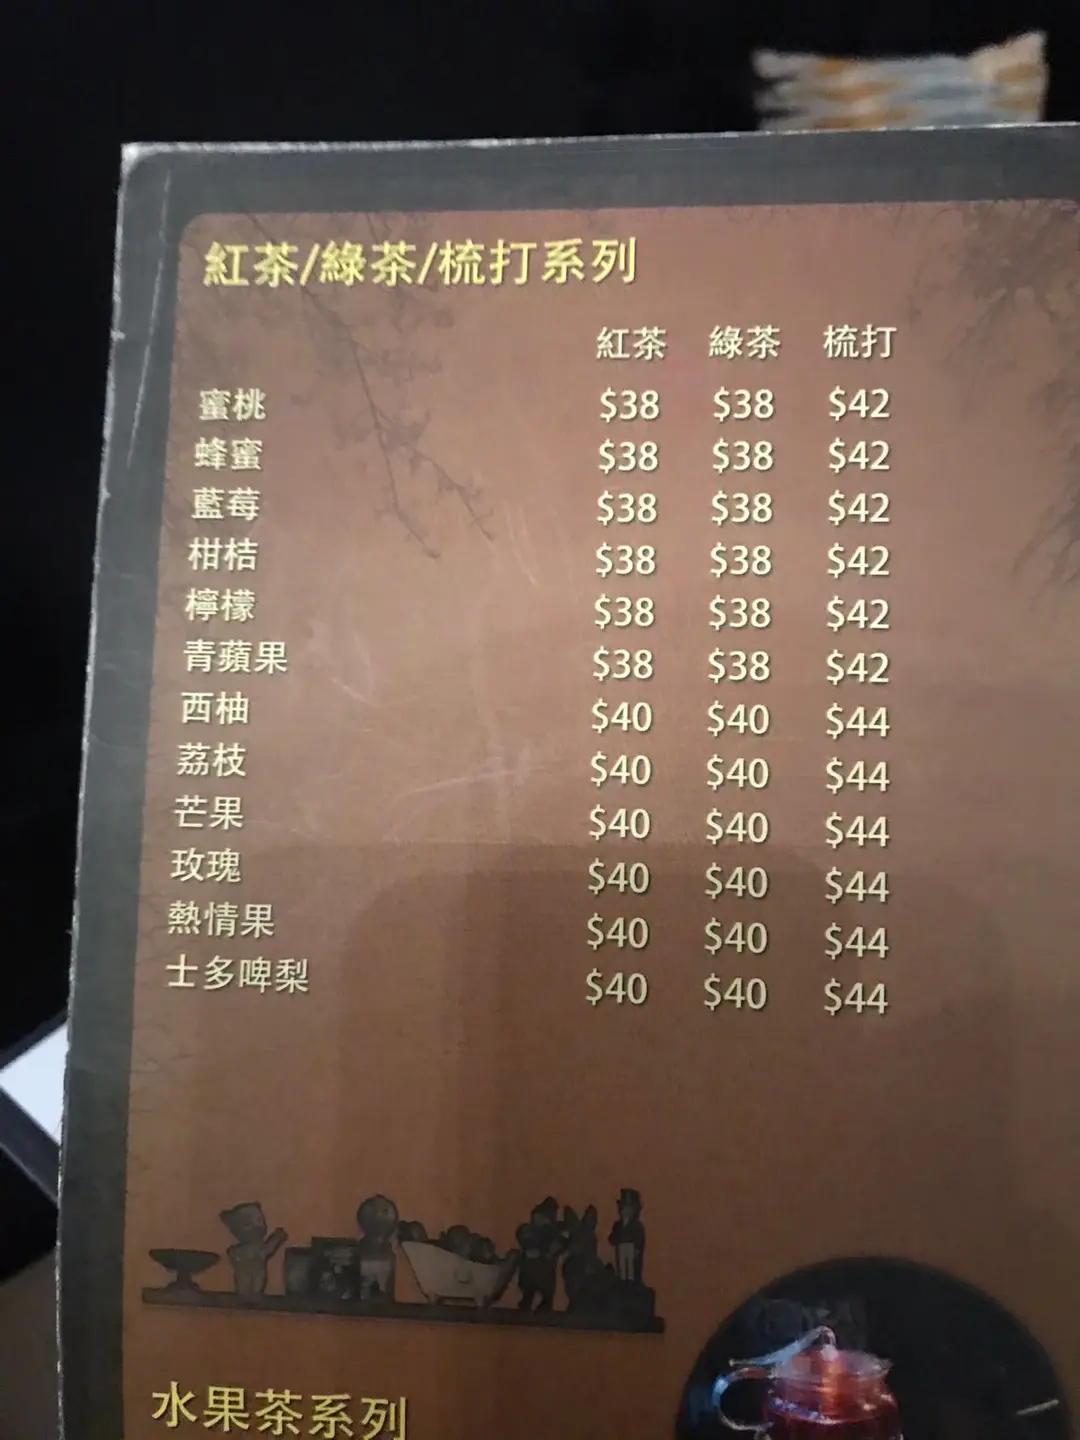 紅茶/綠茶/梳打系列
紅茶 綠茶 梳打
蜜桃 $38 $38 $42
蜂蜜 $38 $38 $42
藍莓 $38 $38 $42
柑桔 $38 $38 $42
檸檬 $38 $38 $42
青蘋果 $38 $38 $42
西柚 $40 $40 $44
荔枝 $40 $40 $44
芒果 $40 $40 $44
玫瑰 $40 $40 $44
熱情果 $40 $40 $44
士多啤梨 $40 $40 $44
水果茶系列